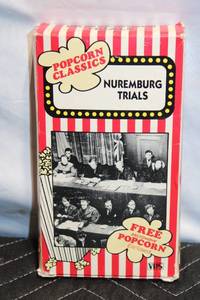 POPCORN
CLASSICS
NUREMBURG
TRIALS
FREE
POPCORN
VHS